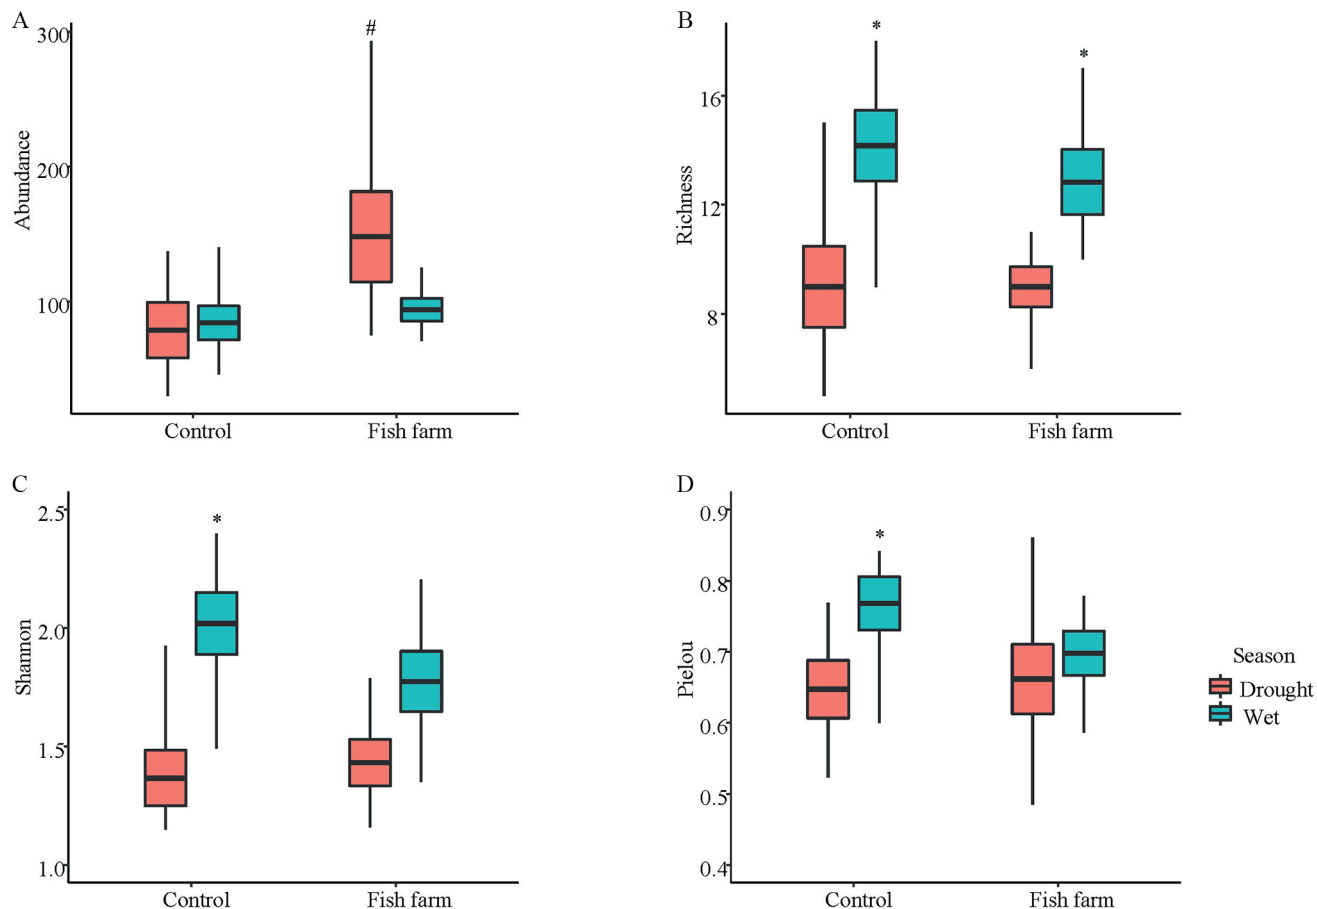 A
#
300
200
100
Abundance
Control
Fish farm
B
*
*
16
12
8
Richness
Control
Fish farm
C
*
2.5
2.0
1.5
1.0
Shannon
Control
Fish farm
D
*
0.9
0.8
0.7
0.6
0.5
0.4
Pielou
Control
Fish farm
Season
Drought
Wet